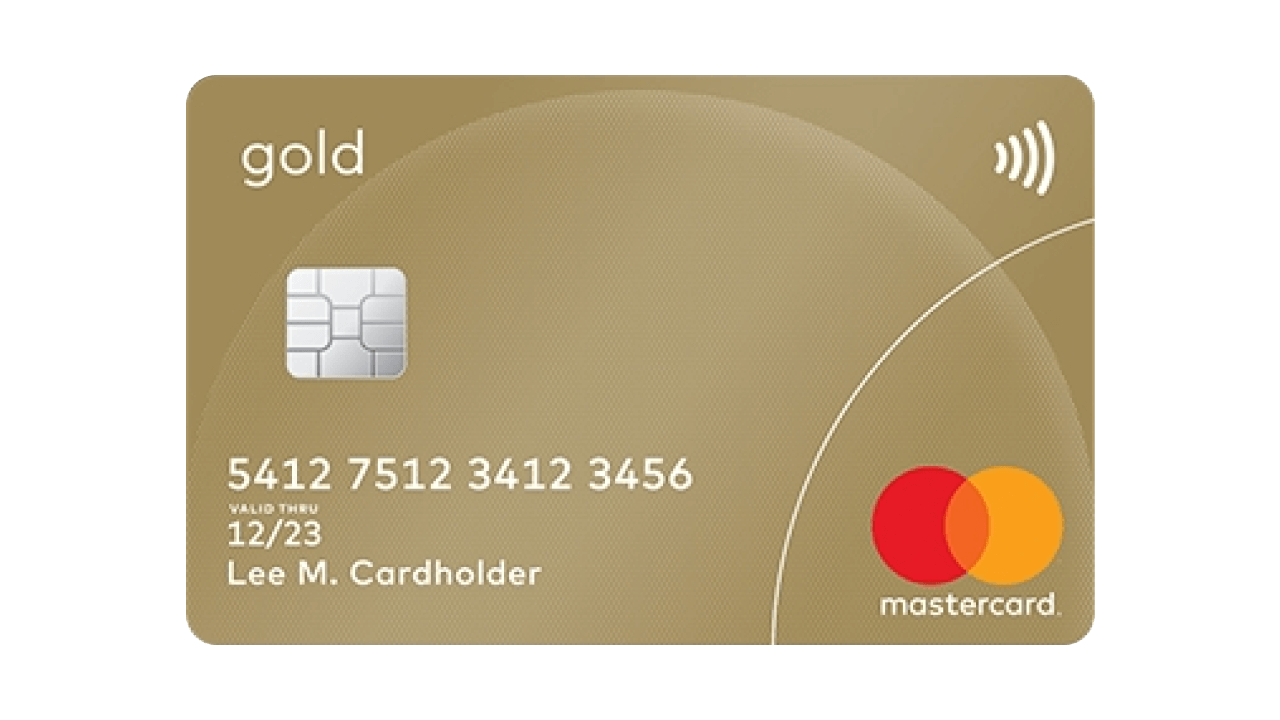 gold
5412 7512 3412 3456
VALID THRU
12/23
Lee M. Cardholder
mastercard.